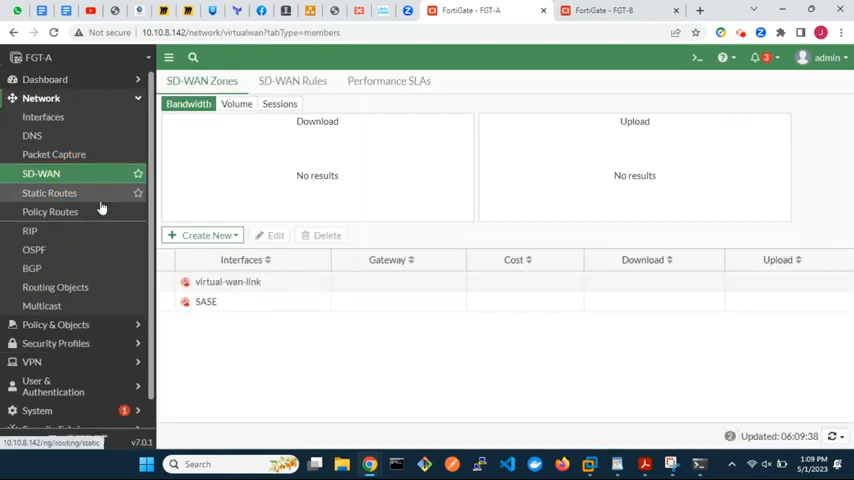 FortiGate - FGT-A
FortiGate - FGT-B
Not secure
10.10.8.142/network/virtualwan?tabType=members
J
FGT-A
3
admin
Dashboard
Network
Interfaces
DNS
Packet Capture
SD-WAN
Static Routes
Policy Routes
RIP
OSPF
BGP
Routing Objects
Multicast
Policy & Objects
Security Profiles
VPN
User &
Authentication
System
1
10.10.8.142/ng/routing/static
v7.0.1
SD-WAN Zones
SD-WAN Rules
Performance SLAs
Bandwidth
Volume
Sessions
Download
Upload
No results
No results
Create New
Edit
Delete
Interfaces
Gateway
Cost
Download
Upload
virtual-wan-link
SASE
2
Updated: 06:09:38
Search
1:09 PM
5/1/2023